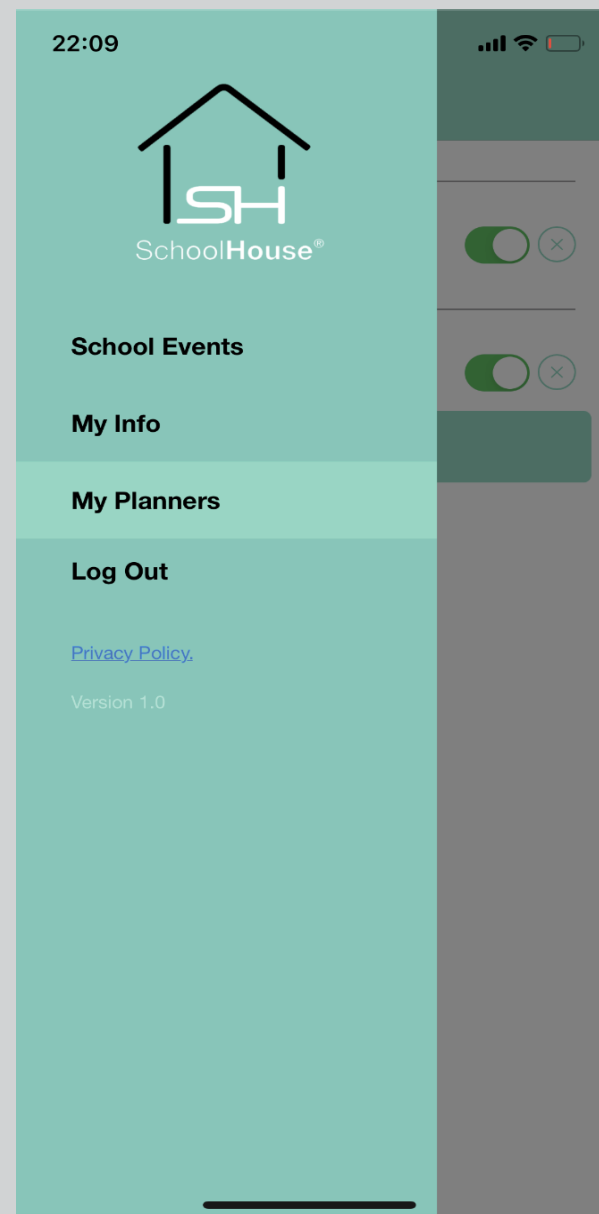 22:09
SH
SchoolHouse®
School Events
My Info
My Planners
Log Out
Privacy Policy.
Version 1.0